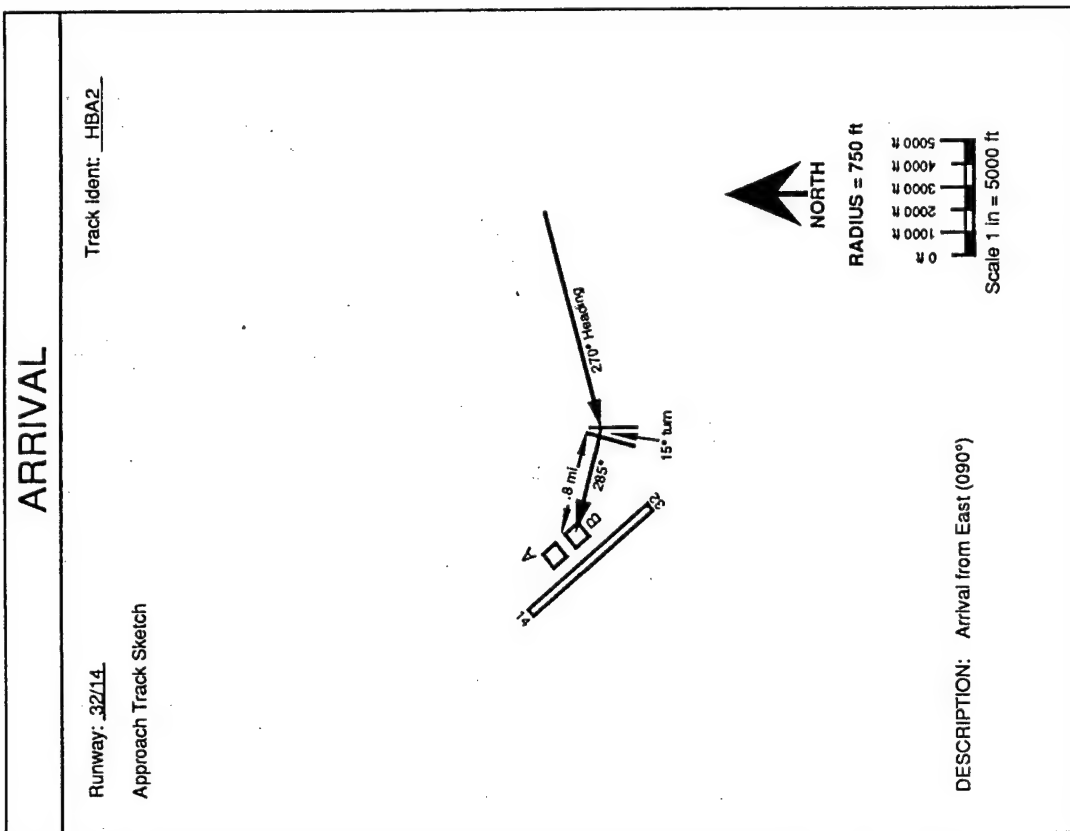 ARRIVAL
Runway: 32/14
Track Ident: HBA2
Approach Track Sketch
14
A
B
32
.8 mi
285°
15° turn
270° Heading
NORTH
RADIUS = 750 ft
0 ft
1000 ft
2000 ft
3000 ft
4000 ft
5000 ft
Scale 1 in = 5000 ft
DESCRIPTION: Arrival from East (090°)